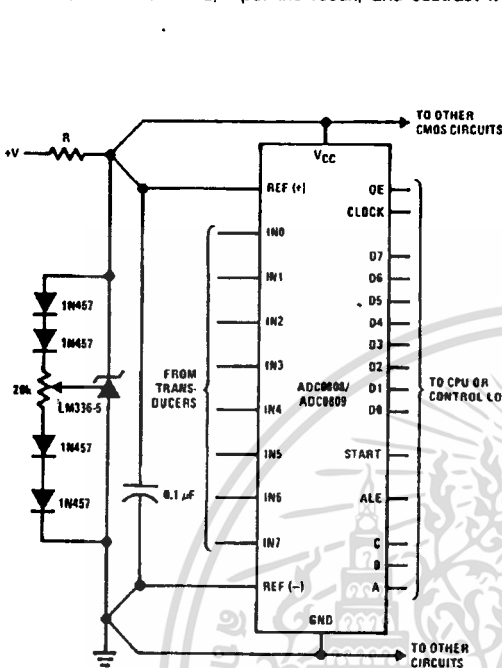 TO OTHER
CMOS CIRCUITS
R
+V
VCC
REF (+)
OE
CLOCK
IN0
IN1
IN2
IN3
IN4
IN5
IN6
IN7
D7
D6
D5
D4
D3
D2
D1
D0
1N457
1N457
20k
LM336-5
1N457
1N457
FROM
TRANS-
DUCERS
ADC0808/
ADC0809
TO CPU OR
CONTROL LO
START
ALE
C
B
A
0.1 µF
REF (−)
GND
TO OTHER
CIRCUITS